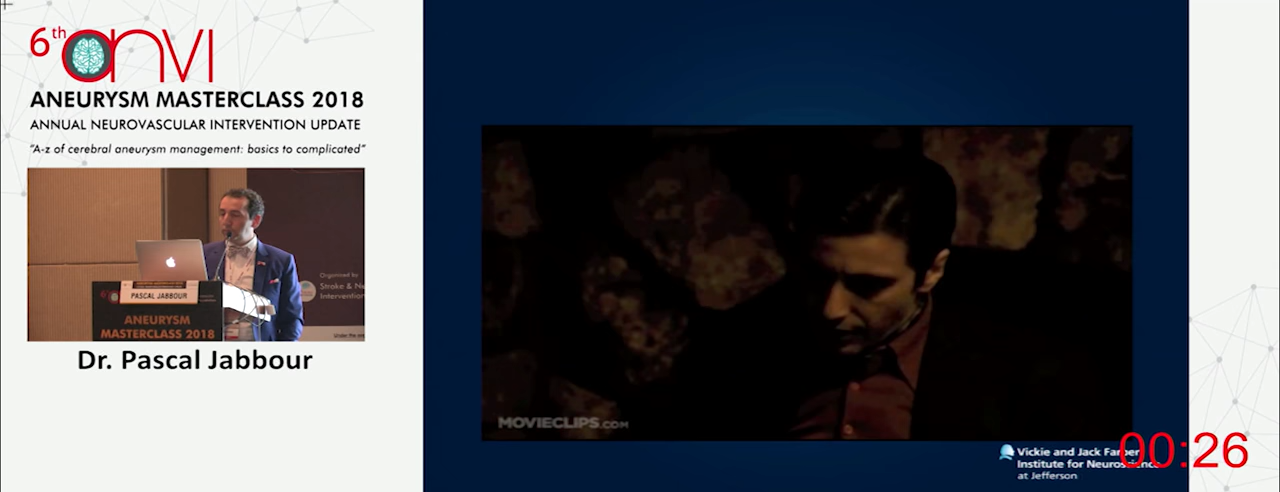 6th anvi
ANEURYSM MASTERCLASS 2018
ANNUAL NEUROVASCULAR INTERVENTION UPDATE
"A-z of cerebral aneurysm management: basics to complicated"
PASCAL JABBOUR
ANEURYSM
MASTERCLASS 2018
Organised by
Stroke & Ne
Intervention
Dr. Pascal Jabbour
MOVIECLIPS.COM
Vickie and Jack Farber
Institute for Neuroscience
at Jefferson
00:26